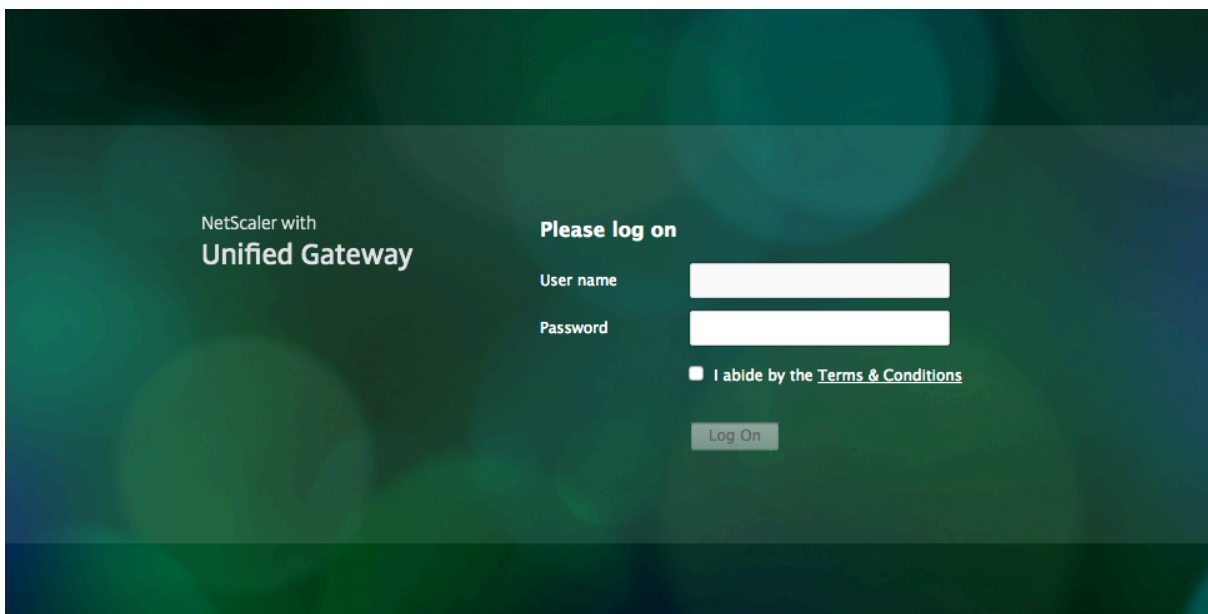 NetScaler with
Unified Gateway
Please log on
User name
Password
I abide by the Terms & Conditions
Log On